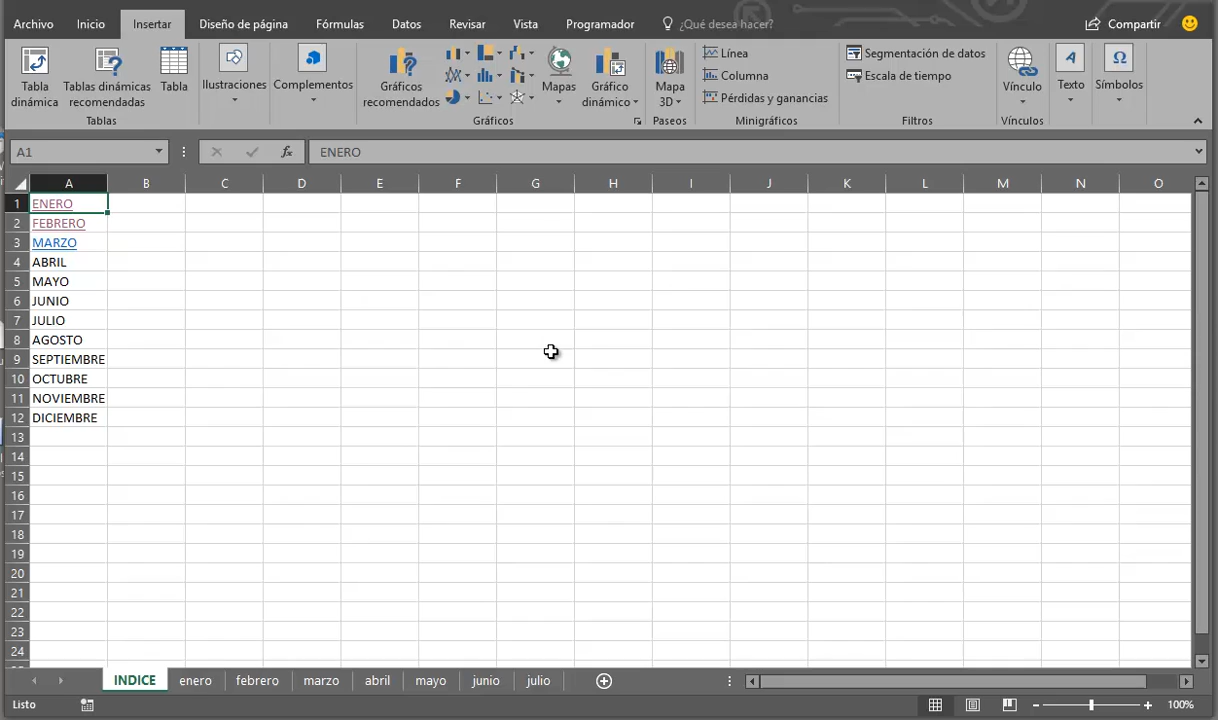 Archivo Inicio Insertar Diseño de página Fórmulas Datos Revisar Vista Programador ¿Qué desea hacer? Compartir
Tabla dinámica
Tablas dinámicas recomendadas
Tabla
Ilustraciones
Complementos
Gráficos recomendados
Mapas
Gráfico dinámico
Mapa 3D
Línea
Columna
Pérdidas y ganancias
Segmentación de datos
Escala de tiempo
Vínculo
Texto
Símbolos
Tablas Gráficos Paseos Minigráficos Filtros Vínculos
A1 fx ENERO
A B C D E F G H I J K L M N O
1 ENERO
2 FEBRERO
3 MARZO
4 ABRIL
5 MAYO
6 JUNIO
7 JULIO
8 AGOSTO
9 SEPTIEMBRE
10 OCTUBRE
11 NOVIEMBRE
12 DICIEMBRE
13
14
15
16
17
18
19
20
21
22
23
24
INDICE enero febrero marzo abril mayo junio julio
Listo 100%